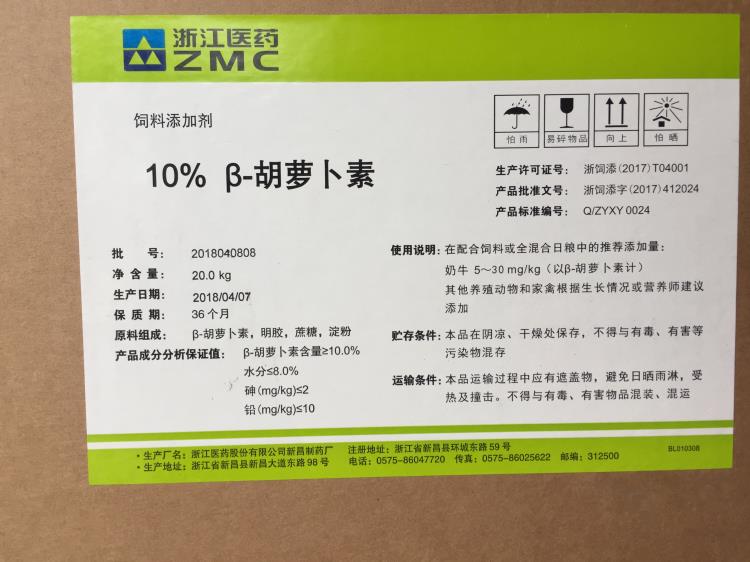 浙江医药
ZMC
饲料添加剂
10% β-胡萝卜素
怕雨 易碎物品 向上 怕晒
生产许可证号: 浙饲添(2017)T04001
产品批准文号: 浙饲添字(2017)412024
产品标准编号: Q/ZYXY 0024
批 号: 2018040808
净 含 量: 20.0 kg
生产日期: 2018/04/07
保 质 期: 36个月
原料组成: β-胡萝卜素，明胶，蔗糖，淀粉
产品成分分析保证值: β-胡萝卜素含量≥10.0%
水分≤8.0%
砷(mg/kg)≤2
铅(mg/kg)≤10
使用说明: 在配合饲料或全混合日粮中的推荐添加量:
奶牛 5～30 mg/kg（以β-胡萝卜素计）
其他养殖动物和家禽根据生长情况或营养师建议
添加
贮存条件: 本品在阴凉、干燥处保存，不得与有毒、有害等
污染物混存
运输条件: 本品运输过程中应有遮盖物，避免日晒雨淋，受
热及撞击。不得与有毒、有害物品混装、混运
·生产厂名: 浙江医药股份有限公司新昌制药厂 注册地址: 浙江省新昌县环城东路59号
·生产地址: 浙江省新昌县新昌大道东路98号 电话: 0575-86047720 传真: 0575-86025622 邮编: 312500
BL010308